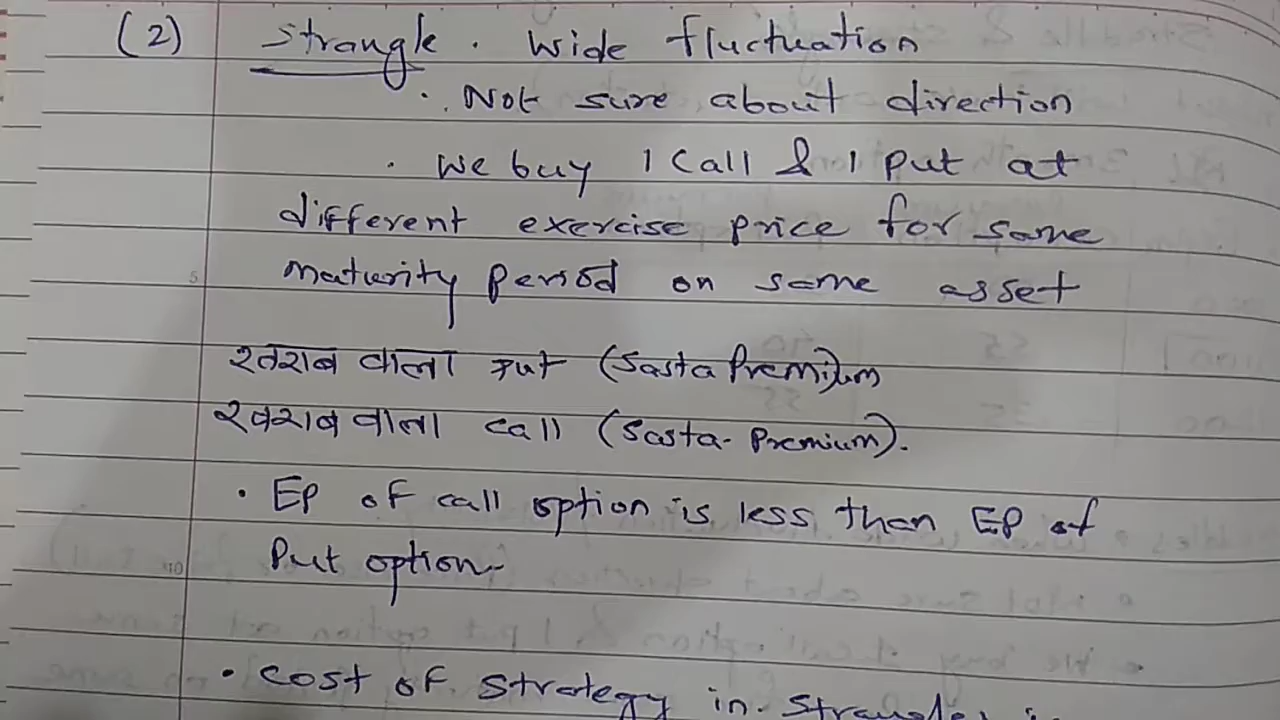 (2) Strangle · Wide fluctuation
· Not sure about direction
· We buy 1 Call & 1 Put at
different exercise price for same
maturity period on same asset
खराब वाला Put (Sasta Premium)
खराब वाला call (Sasta-Premium).
· EP of call option is less than EP of
Put option-
· Cost of strategy in